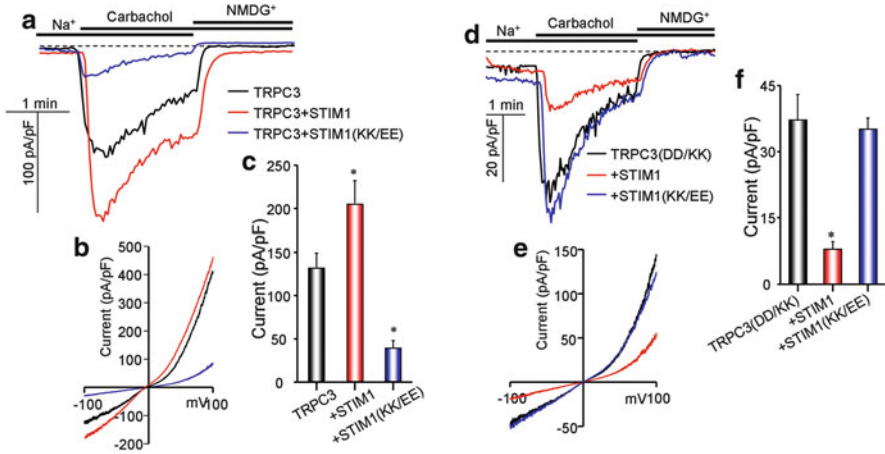 a
Na⁺
Carbachol
NMDG⁺
1 min
100 pA/pF
TRPC3
TRPC3+STIM1
TRPC3+STIM1(KK/EE)
b
Current (pA/pF)
500
400
300
200
100
-100
mV
100
-100
-200
c
Current (pA/pF)
250
200
150
100
50
0
*
*
TRPC3
+STIM1
+STIM1(KK/EE)
d
Na⁺
Carbachol
NMDG⁺
1 min
20 pA/pF
TRPC3(DD/KK)
+STIM1
+STIM1(KK/EE)
e
Current (pA/pF)
150
100
50
-100
mV100
-50
f
Current (pA/pF)
45
30
15
0
*
TRPC3(DD/KK)
+STIM1
+STIM1(KK/EE)